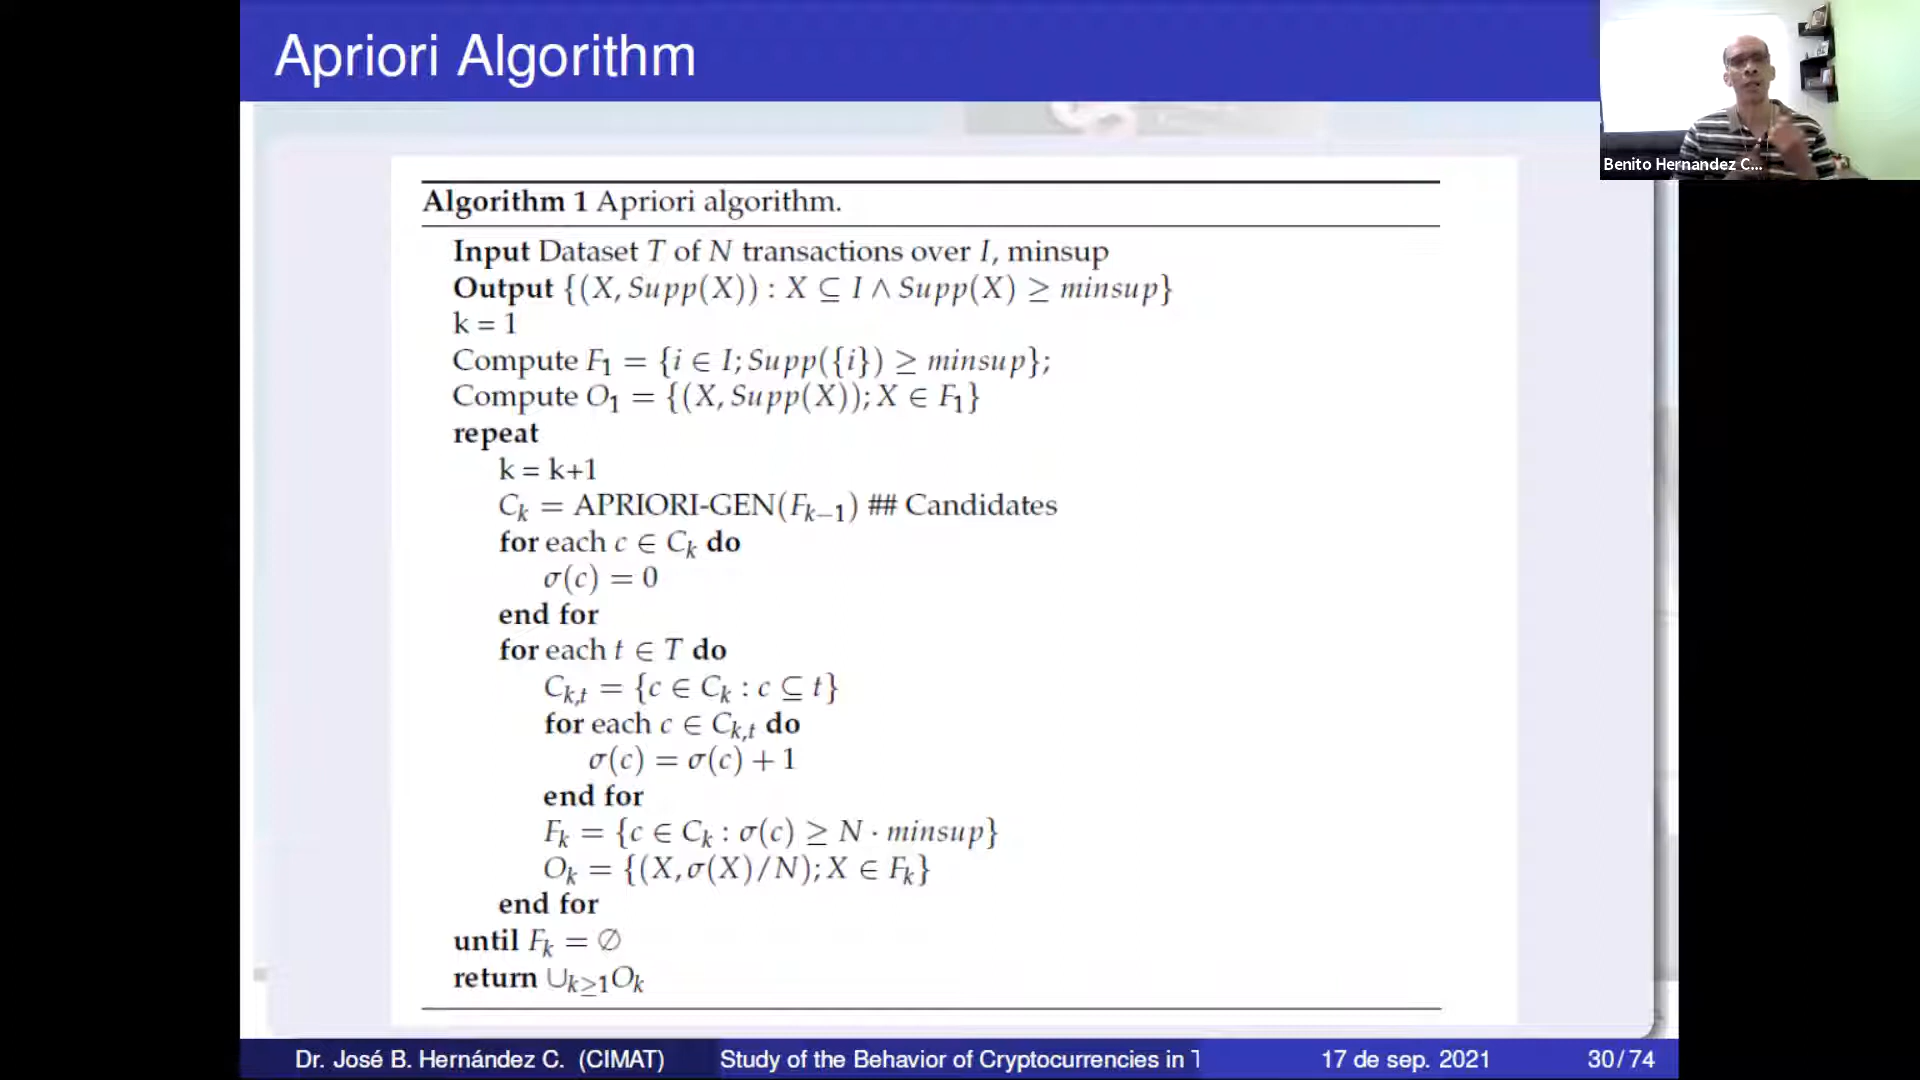 Apriori Algorithm
Benito Hernandez C...
Algorithm 1 Apriori algorithm.
Input Dataset T of N transactions over I, minsup
Output {(X, Supp(X)) : X ⊆ I ∧ Supp(X) ≥ minsup}
k = 1
Compute F₁ = {i ∈ I; Supp({i}) ≥ minsup};
Compute O₁ = {(X, Supp(X)); X ∈ F₁}
repeat
k = k+1
Cₖ = APRIORI-GEN(Fₖ₋₁) ## Candidates
for each c ∈ Cₖ do
σ(c) = 0
end for
for each t ∈ T do
Cₖ,ₜ = {c ∈ Cₖ : c ⊆ t}
for each c ∈ Cₖ,ₜ do
σ(c) = σ(c) + 1
end for
Fₖ = {c ∈ Cₖ : σ(c) ≥ N · minsup}
Oₖ = {(X, σ(X)/N); X ∈ Fₖ}
end for
until Fₖ = ∅
return ∪ₖ≥₁Oₖ
Dr. José B. Hernández C. (CIMAT) Study of the Behavior of Cryptocurrencies in T 17 de sep. 2021 30 / 74